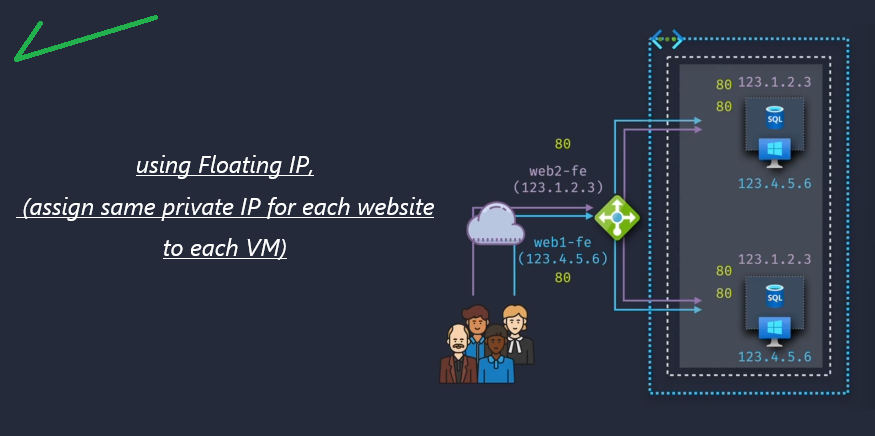 using Floating IP,
(assign same private IP for each website
to each VM)
80
web2-fe
(123.1.2.3)
web1-fe
(123.4.5.6)
80
80 123.1.2.3
80
SQL
123.4.5.6
123.1.2.3
80
80
SQL
123.4.5.6